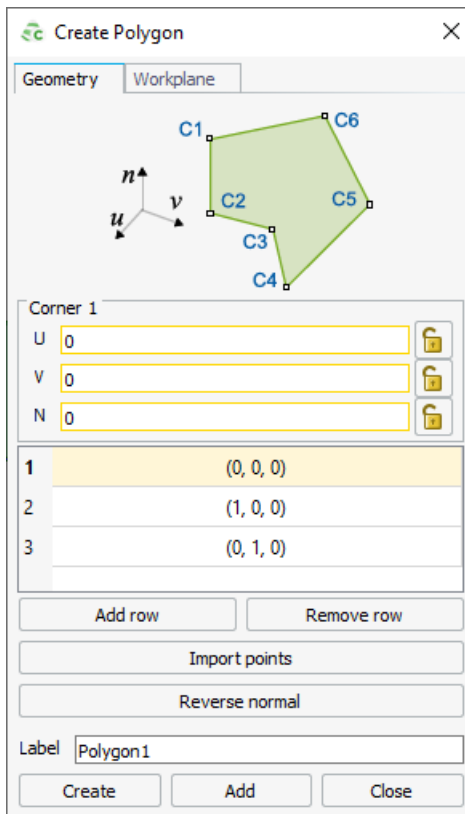 Create Polygon
Geometry Workplane
C1 C6
n
v C2 C5
u
C3
C4
Corner 1
U 0
V 0
N 0
1 (0, 0, 0)
2 (1, 0, 0)
3 (0, 1, 0)
Add row Remove row
Import points
Reverse normal
Label Polygon1
Create Add Close